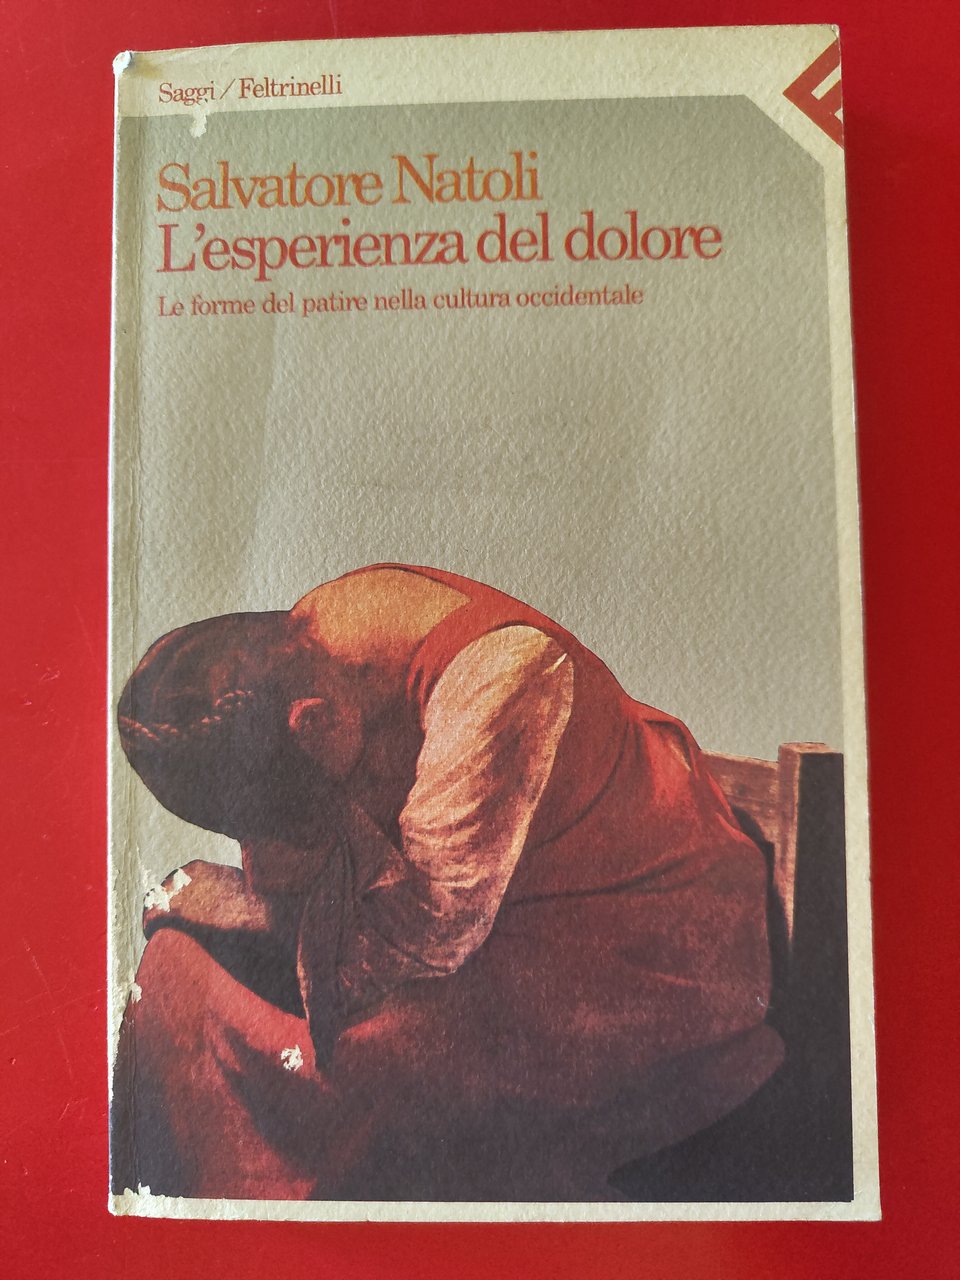 Saggi / Feltrinelli
Salvatore Natoli
L'esperienza del dolore
Le forme del patire nella cultura occidentale